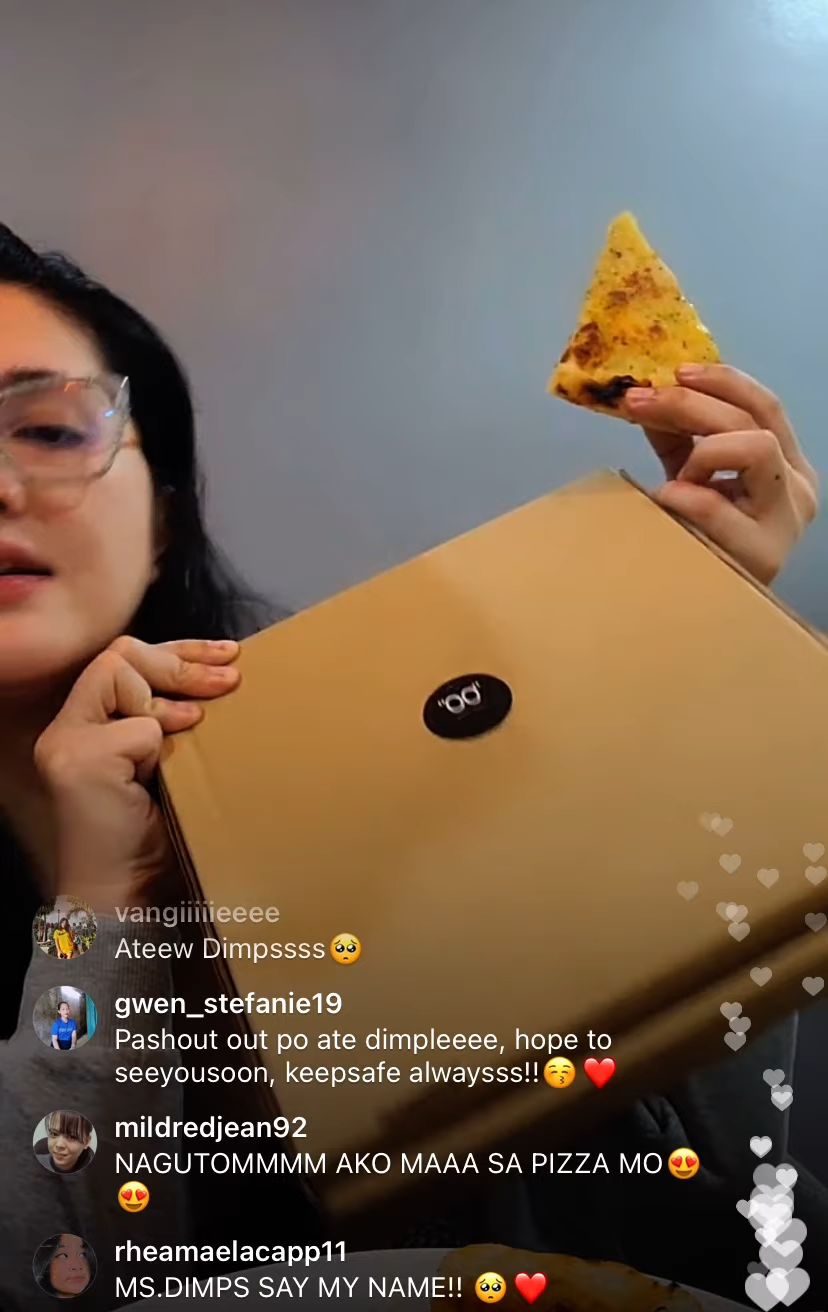 "OO"
vangiiiiieeee
Ateew Dimpssss🥺
gwen_stefanie19
Pashout out po ate dimpleeee, hope to
seeyousoon, keepsafe alwaysss!!😚 ❤️
mildredjean92
NAGUTOMMMM AKO MAAA SA PIZZA MO😍
😍
rheamaelacapp11
MS.DIMPS SAY MY NAME!! 🥺 ❤️